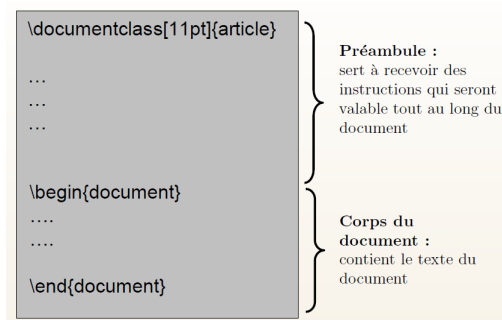 \documentclass[11pt]{article}
...
...
...
\begin{document}
....
....
\end{document}
Préambule :
sert à recevoir des
instructions qui seront
valable tout au long du
document
Corps du
document :
contient le texte du
document